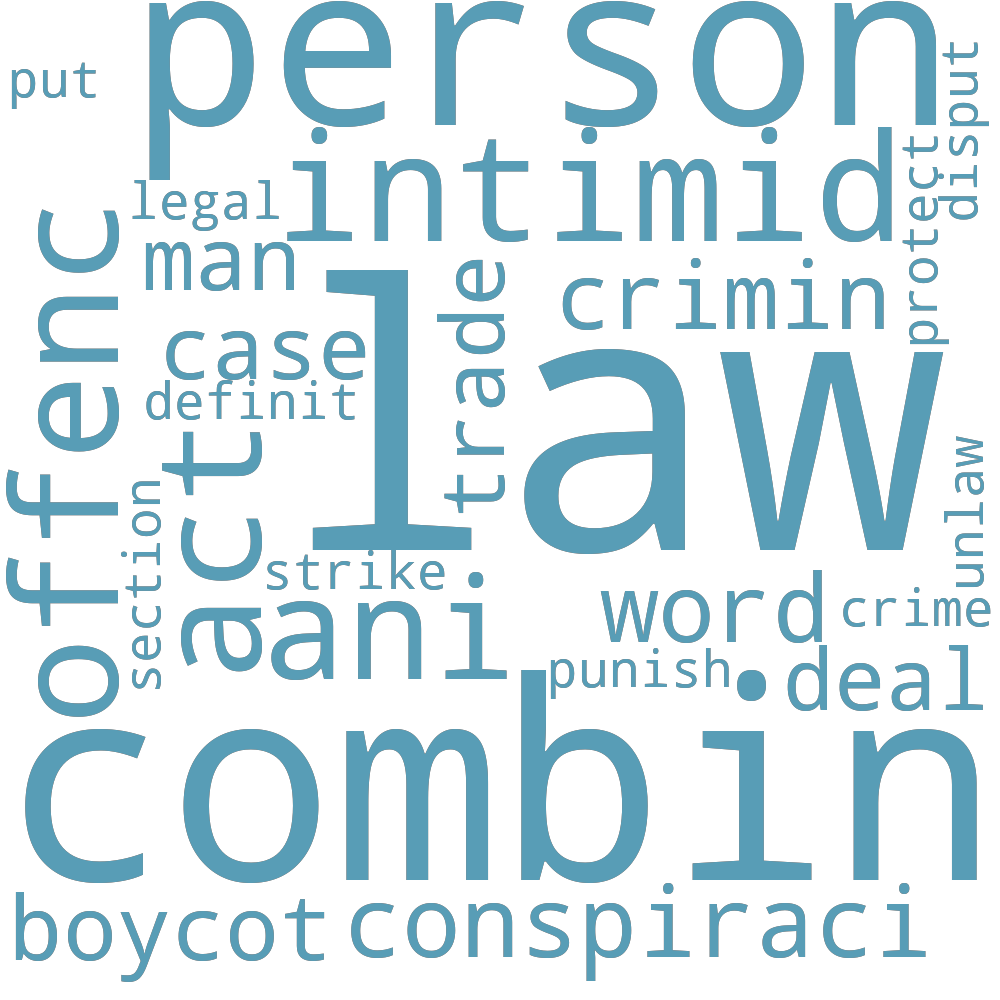 person
put
disput
intimid
protect
legal
man
offenc
law
trade
crimin
case
definit
act
unlaw
section
strike
ani
word
crime
punish
deal
combin
boycot
conspiraci